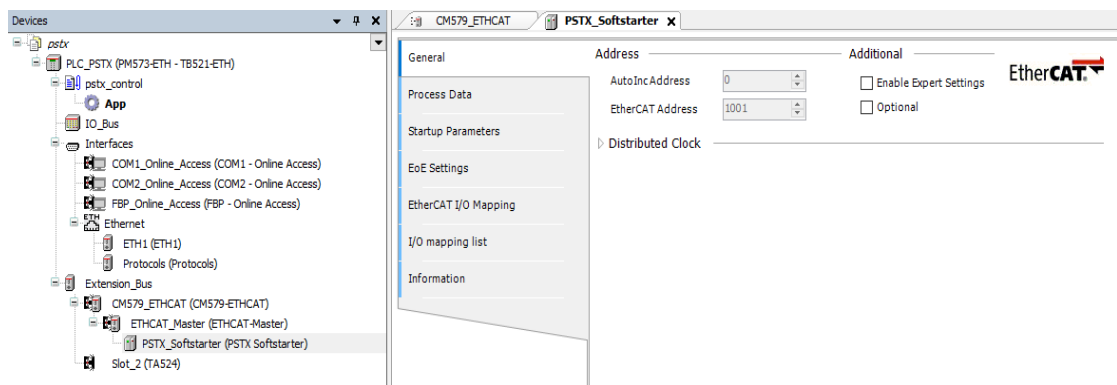 Devices
pstx
PLC_PSTX (PM573-ETH - TB521-ETH)
pstx_control
App
IO_Bus
Interfaces
COM1_Online_Access (COM1 - Online Access)
COM2_Online_Access (COM2 - Online Access)
FBP_Online_Access (FBP - Online Access)
ETH
Ethernet
ETH1 (ETH1)
Protocols (Protocols)
Extension_Bus
CM579_ETHCAT (CM579-ETHCAT)
ETHCAT_Master (ETHCAT-Master)
PSTX_Softstarter (PSTX Softstarter)
Slot_2 (TA524)
CM579_ETHCAT
PSTX_Softstarter
General
Process Data
Startup Parameters
EoE Settings
EtherCAT I/O Mapping
I/O mapping list
Information
Address
AutoInc Address 0
EtherCAT Address 1001
Distributed Clock
Additional
Enable Expert Settings
Optional
EtherCAT.